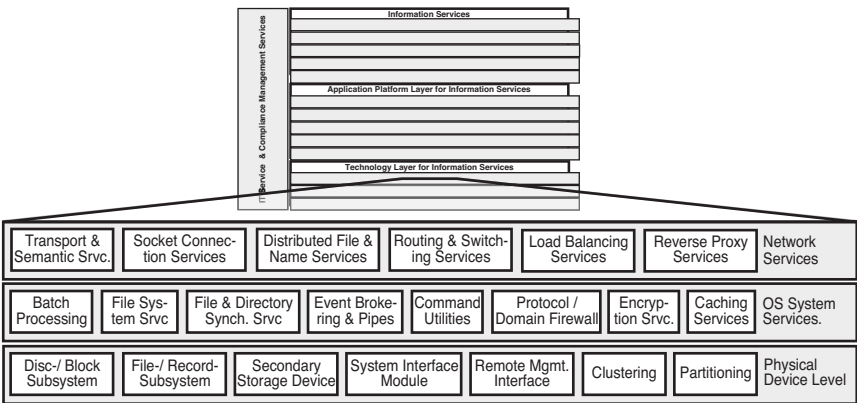 Information Services
IT Service & Compliance Management Services
Application Platform Layer for Information Services
Technology Layer for Information Services
Transport &
Semantic Srvc.
Socket Connec-
tion Services
Distributed File &
Name Services
Routing & Switch-
ing Services
Load Balancing
Services
Reverse Proxy
Services
Network
Services
Batch
Processing
File Sys-
tem Srvc
File & Directory
Synch. Srvc
Event Broke-
ring & Pipes
Command
Utilities
Protocol /
Domain Firewall
Encryp-
tion Srvc.
Caching
Services
OS System
Services.
Disc-/ Block
Subsystem
File-/ Record-
Subsystem
Secondary
Storage Device
System Interface
Module
Remote Mgmt.
Interface
Clustering
Partitioning
Physical
Device Level